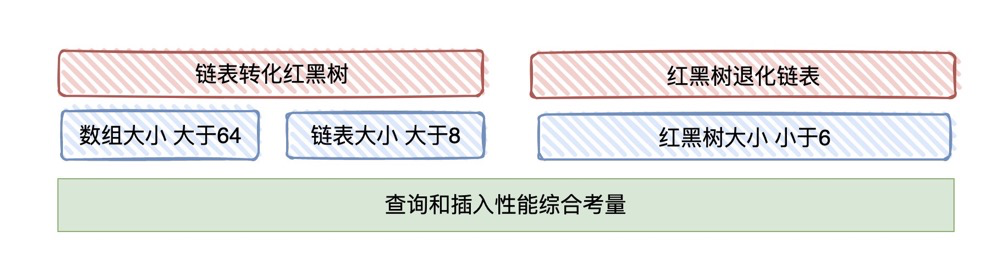 链表转化红黑树
红黑树退化链表
数组大小 大于64
链表大小 大于8
红黑树大小 小于6
查询和插入性能综合考量